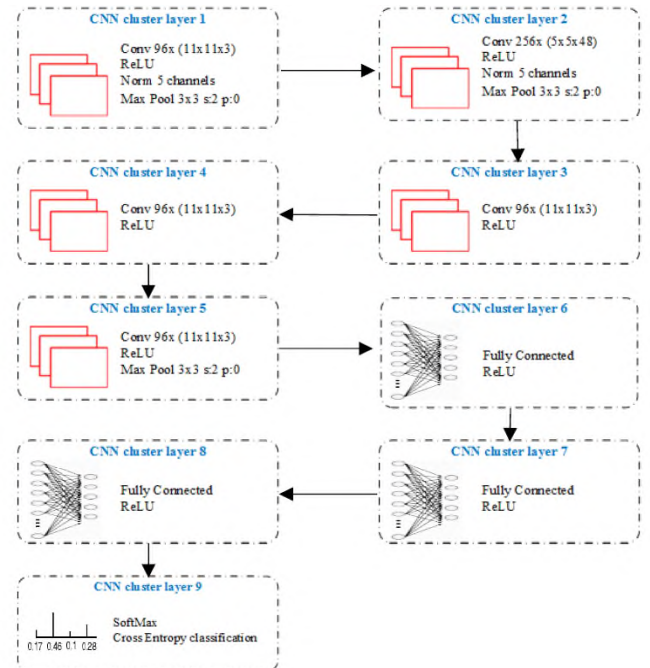 CNN cluster layer 1
Conv 96x (11x11x3)
ReLU
Norm 5 channels
Max Pool 3x3 s:2 p:0
CNN cluster layer 2
Conv 256x (5x5x48)
ReLU
Norm 5 channels
Max Pool 3x3 s:2 p:0
CNN cluster layer 4
Conv 96x (11x11x3)
ReLU
CNN cluster layer 3
Conv 96x (11x11x3)
ReLU
CNN cluster layer 5
Conv 96x (11x11x3)
ReLU
Max Pool 3x3 s:2 p:0
CNN cluster layer 6
Fully Connected
ReLU
CNN cluster layer 8
Fully Connected
ReLU
CNN cluster layer 7
Fully Connected
ReLU
CNN cluster layer 9
SoftMax
Cross Entropy classification
0.17 0.46 0.1 0.28